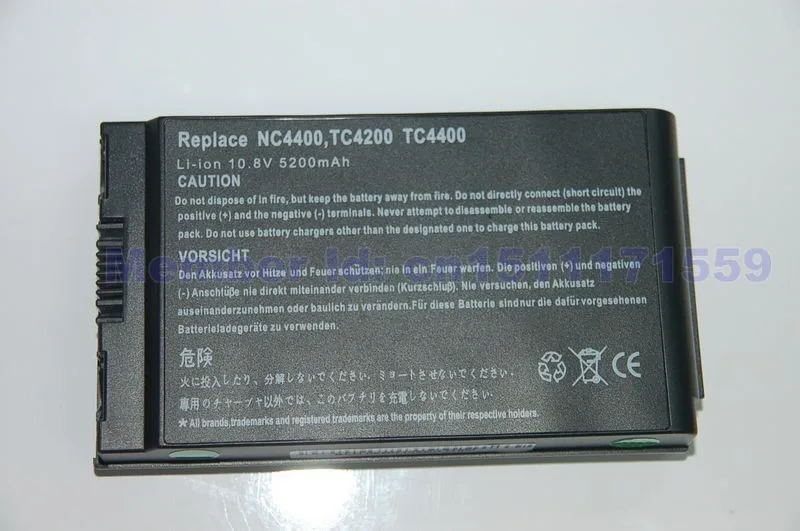 Replace NC4400,TC4200 TC4400
Li-ion 10.8V 5200mAh
CAUTION
Do not dispose of in fire, but keep the battery away from fire. Do not directly connect (short circuit) the
positive (+) and the negative (-) terminals. Never attempt to disassemble or reassemble the battery
pack. Do not use battery chargers other than the designated one to charge this battery pack.
VORSICHT
Member Id: cn1511171559
Den Akkusatz vor Hitze und Feuer schützen; nie in ein Feuer werfen. Die positiven (+) und negativen
(-) Anschlüße nie direkt miteinander verbinden (Kurzschluβ). Versuchen Sie nie, den Akkusatz
auseinanderzunehmen oder baulich zu verändern.Für diese Batterie sind nur die dafür vorgesehenen
Batterieladegeräte zu verwenden.
危険
火に投入したり、分解しないでください。ミョートさせないでください。
専用のチャージャ以外では、このバッテリを充電しないでください。
* All brands,trademarks and registered trademarks are the property of their respective holders.
CE